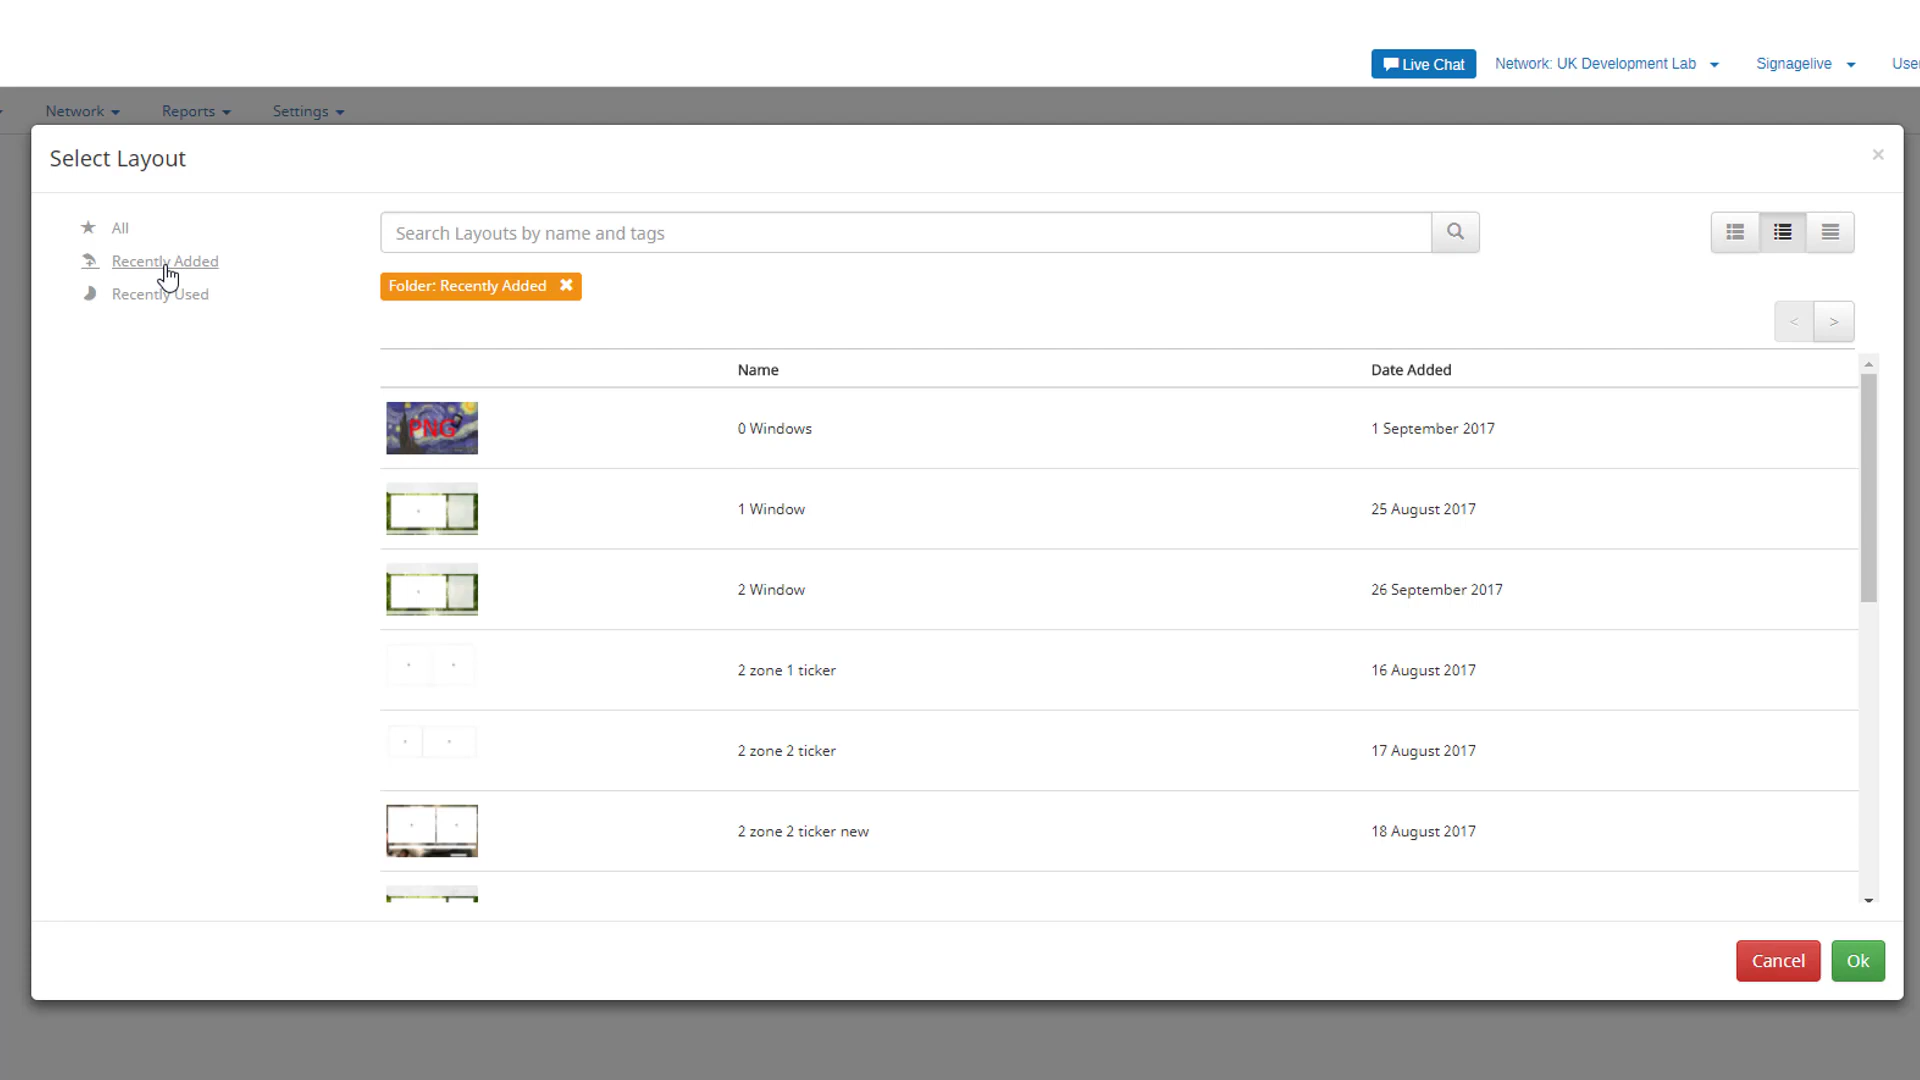 Live Chat Network: UK Development Lab Signagelive User
Network Reports Settings
Select Layout
×
All
Recently Added
Recently Used
Search Layouts by name and tags
Folder: Recently Added ✖
< >
Name Date Added
PNG
0 Windows 1 September 2017
1 Window 25 August 2017
2 Window 26 September 2017
2 zone 1 ticker 16 August 2017
2 zone 2 ticker 17 August 2017
2 zone 2 ticker new 18 August 2017
Cancel Ok